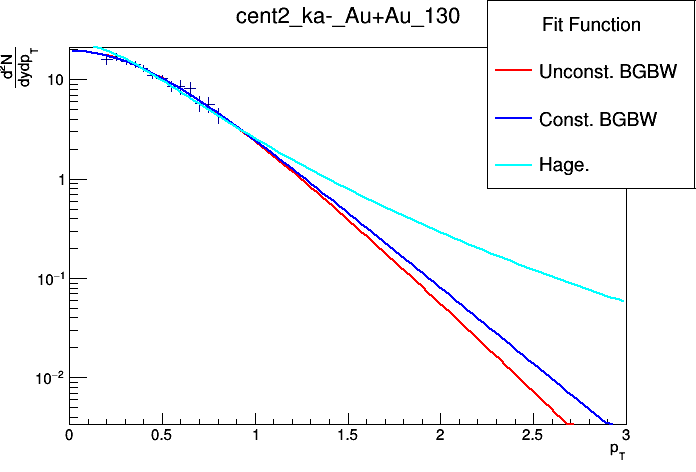 cent2_ka-_Au+Au_130
Fit Function
Unconst. BGBW
Const. BGBW
Hage.
d²N
dydp_T
10
1
10⁻¹
10⁻²
0 0.5 1 1.5 2 2.5 3
p_T